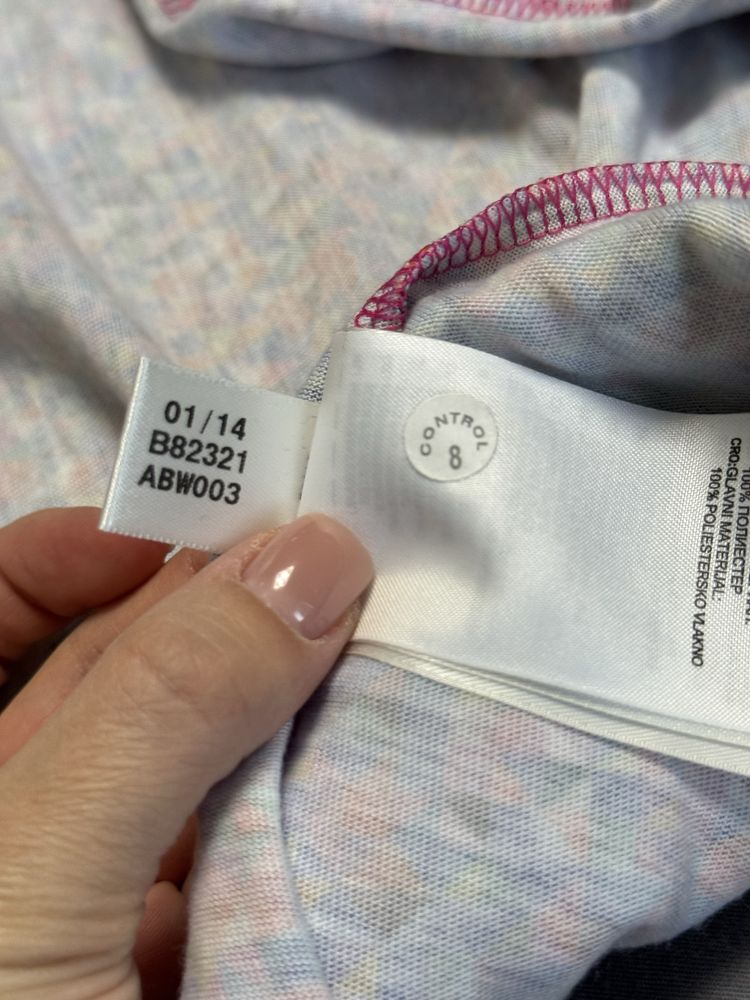 01/14
B82321
ABW003
CONTROL
8
100% ПОЛИЕСТЕР
CRO:GLAVNI MATERIJAL:
100% POLIESTERSKO VLAKNO